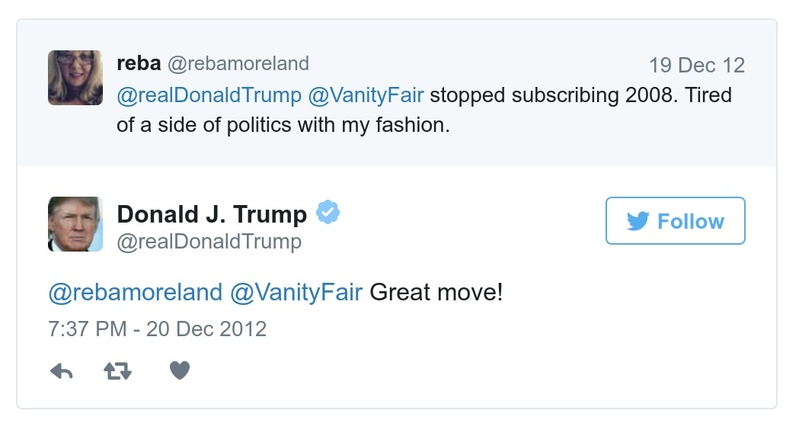 reba @rebamoreland 19 Dec 12
@realDonaldTrump @VanityFair stopped subscribing 2008. Tired
of a side of politics with my fashion.
Donald J. Trump
@realDonaldTrump
Follow
@rebamoreland @VanityFair Great move!
7:37 PM - 20 Dec 2012